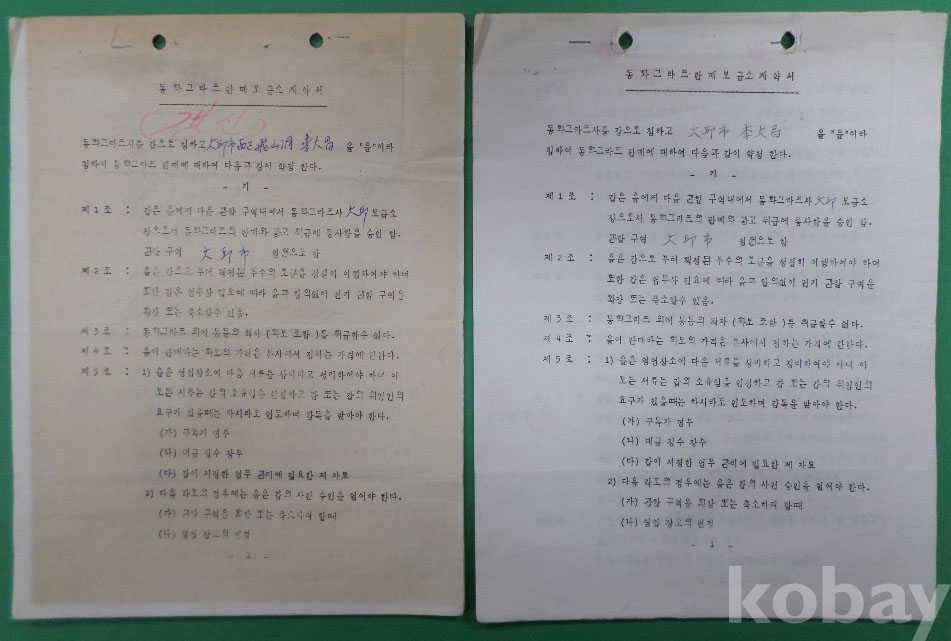 동화그라프판매보급소계약서
(갱신)
동화그라프사를 갑으로 칭하고 大邱市 李大昌 을 "을"이라
칭하여 동화그라프 판매에 대하여 다음과 같이 약정 한다.
- 기 -
제 1 조 : 갑은 을에게 다음 관할 구역내에서 동화그라프사 大邱 보급소
장으로서 동화그라프의 판매와 광고 취급에 종사함을 승인 함.
관할 구역 大邱市 일원으로 함
제 2 조 : 을은 갑으로 부터 책정된 부수의 보급을 성실히 이행하여야 하며
또한 갑은 업무상 필요에 따라 을과 합의없이 전기 관할 구역을
확장 또는 축소할수 있음.
제 3 조 : 동화그라프 외에 동등의 책자 (화보 포함)를 취급할수 없다.
제 4 조 : 을이 판매하는 화보의 가격은 본사에서 정하는 가격에 한한다.
제 5 조 : 1) 을은 영업장소에 다음 서류를 상비하고 정리하여야 하며 이
모든 서류는 갑의 소유임을 인정하고 갑 또는 갑의 위임인의
요구가 있을때는 하시라도 인도하며 감독을 받아야 한다.
(가) 구독자 명부
(나) 대금 징수 장부
(다) 갑이 지정한 업무 관리에 필요한 제 자료
2) 다음 각호의 경우에는 을은 갑의 사전 승인을 얻어야 한다.
(가) 관할 구역을 확장 또는 축소하려 할때
(나) 영업 장소의 변경
- 1 -
동화그라프판매보급소계약서
동화그라프사를 갑으로 칭하고 大邱市 李大昌 을 "을"이라
칭하여 동화그라프 판매에 대하여 다음과 같이 약정 한다.
- 기 -
제 1 조 : 갑은 을에게 다음 관할 구역내에서 동화그라프사 大邱 보급소
장으로서 동화그라프의 판매와 광고 취급에 종사함을 승인 함.
관할 구역 大邱市 일원으로 함
제 2 조 : 을은 갑으로 부터 책정된 부수의 보급을 성실히 이행하여야 하며
또한 갑은 업무상 필요에 따라 을과 합의없이 전기 관할 구역을
확장 또는 축소할수 있음.
제 3 조 : 동화그라프 외에 동등의 책자 (화보 포함)를 취급할수 없다.
제 4 조 : 을이 판매하는 화보의 가격은 본사에서 정하는 가격에 한한다.
제 5 조 : 1) 을은 영업장소에 다음 서류를 상비하고 정리하여야 하며 이
모든 서류는 갑의 소유임을 인정하고 갑 또는 갑의 위임인의
요구가 있을때는 하시라도 인도하며 감독을 받아야 한다.
(가) 구독자 명부
(나) 대금 징수 장부
(다) 갑이 지정한 업무 관리에 필요한 제 자료
2) 다음 각호의 경우에는 을은 갑의 사전 승인을 얻어야 한다.
(가) 관할 구역을 확장 또는 축소하려 할때
(나) 영업 장소의 변경
- 1 -
kobay